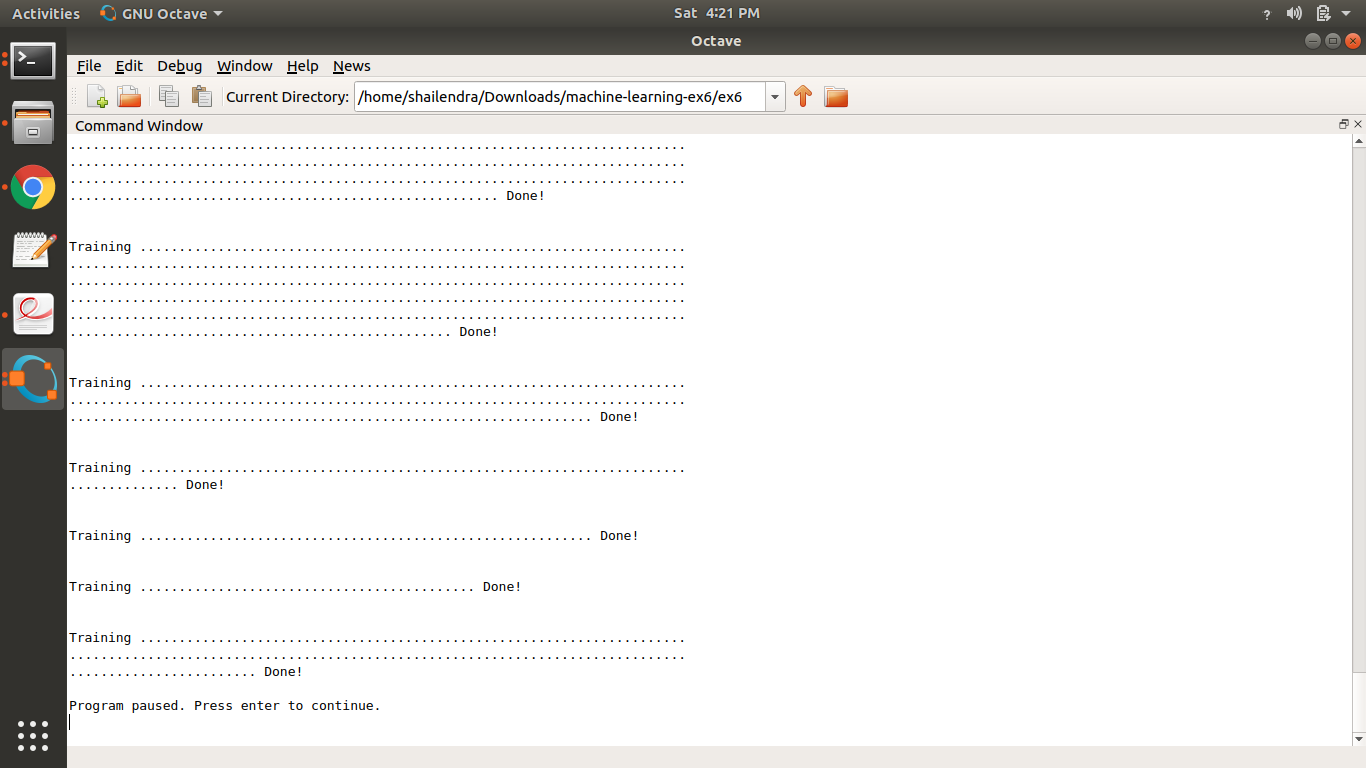 Activities GNU Octave Sat 4:21 PM ?
Octave
File Edit Debug Window Help News
Current Directory: /home/shailendra/Downloads/machine-learning-ex6/ex6
Command Window
...............................................................................
...............................................................................
...............................................................................
....................................................... Done!
Training ......................................................................
...............................................................................
...............................................................................
...............................................................................
...............................................................................
................................................. Done!
Training ......................................................................
...............................................................................
................................................................... Done!
Training ......................................................................
.............. Done!
Training .......................................................... Done!
Training ........................................... Done!
Training ......................................................................
...............................................................................
........................ Done!
Program paused. Press enter to continue.